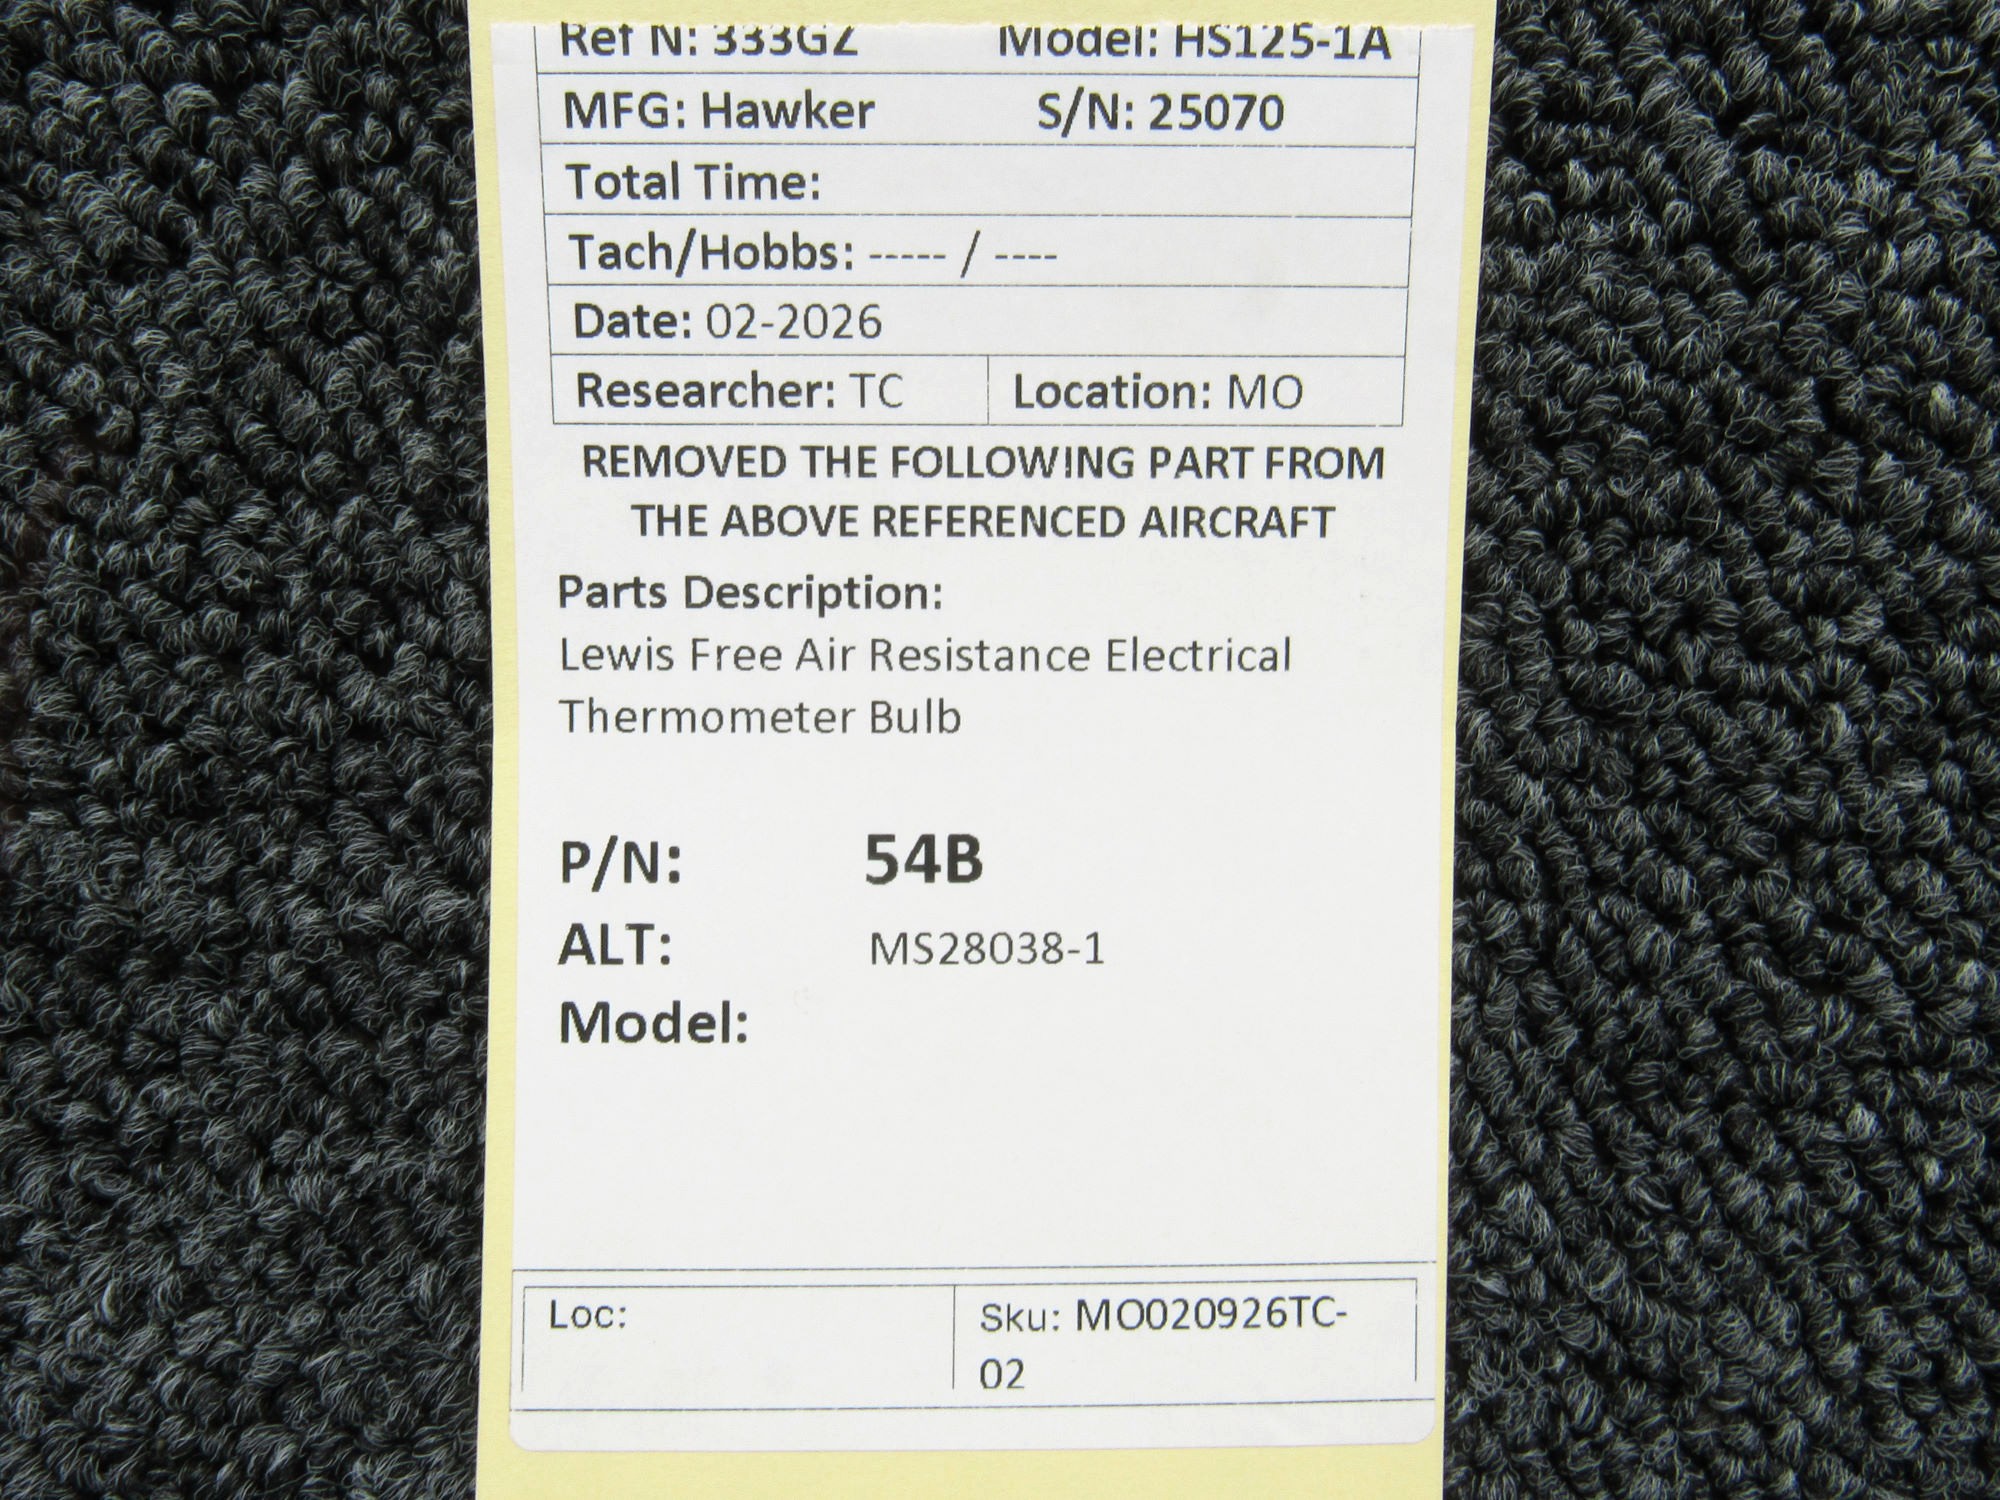 Ref N: 333GZ Model: HS125-1A
MFG: Hawker S/N: 25070
Total Time:
Tach/Hobbs: ----- / ----
Date: 02-2026
Researcher: TC Location: MO
REMOVED THE FOLLOWING PART FROM
THE ABOVE REFERENCED AIRCRAFT
Parts Description:
Lewis Free Air Resistance Electrical
Thermometer Bulb
P/N: 54B
ALT: MS28038-1
Model:
Loc: Sku: MO020926TC-
02